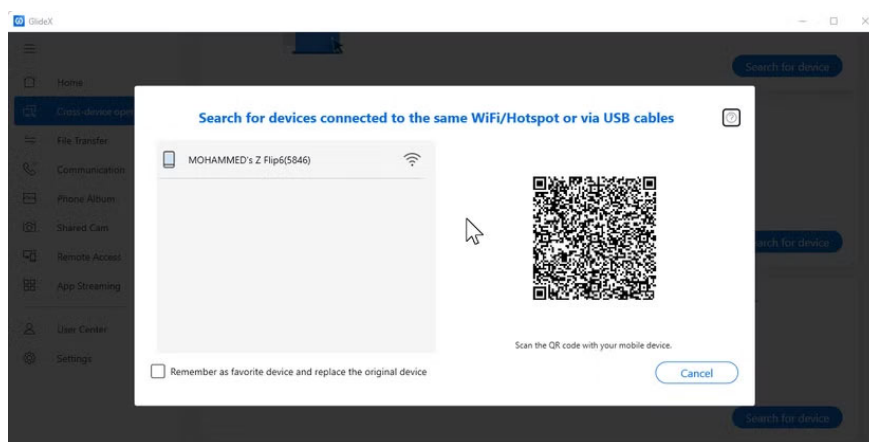 GlideX
Search for device
Home
Cross-device oper
File Transfer
Communication
Phone Album
Shared Cam
Remote Access
App Streaming
User Center
Settings
Search for devices connected to the same WiFi/Hotspot or via USB cables
MOHAMMED's Z Flip6(5846)
Scan the QR code with your mobile device.
Remember as favorite device and replace the original device
Cancel
arch for device
Search for device